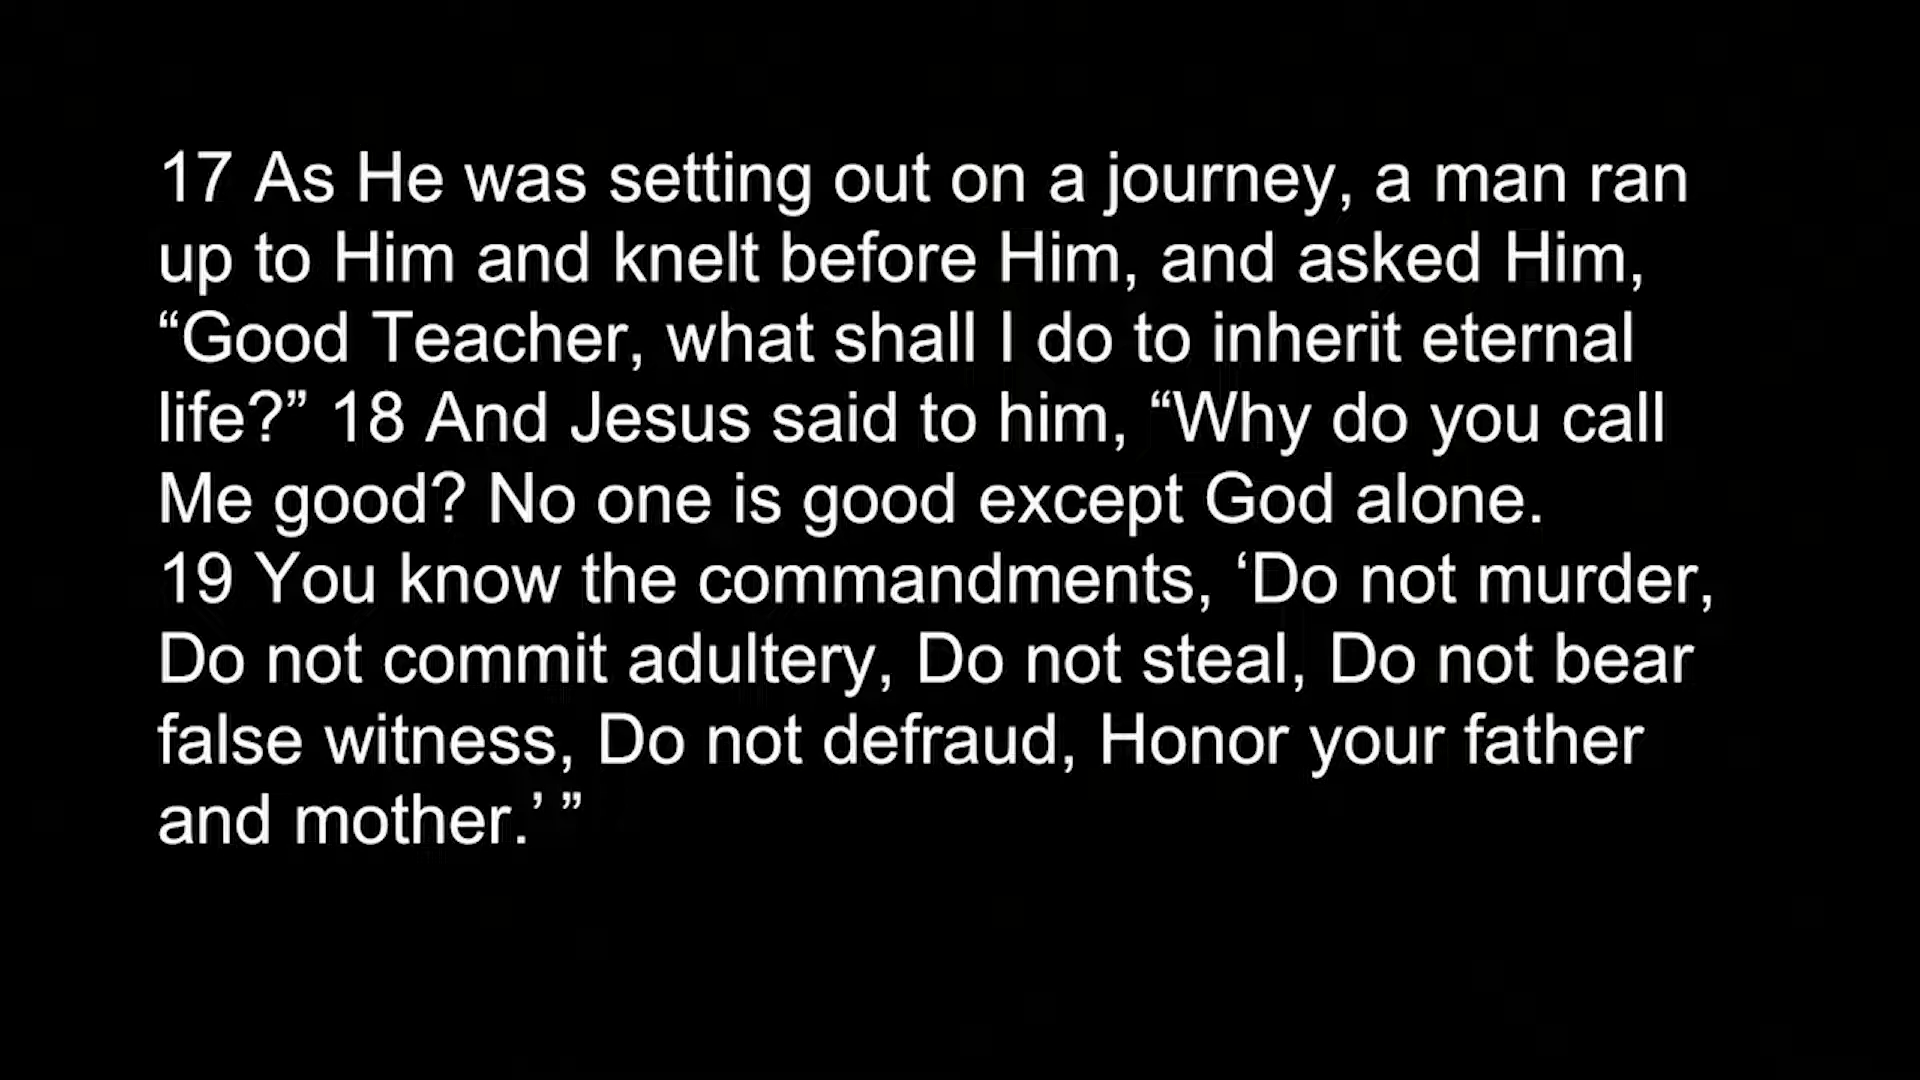 17 As He was setting out on a journey, a man ran
up to Him and knelt before Him, and asked Him,
“Good Teacher, what shall I do to inherit eternal
life?” 18 And Jesus said to him, “Why do you call
Me good? No one is good except God alone.
19 You know the commandments, ‘Do not murder,
Do not commit adultery, Do not steal, Do not bear
false witness, Do not defraud, Honor your father
and mother.’ ”